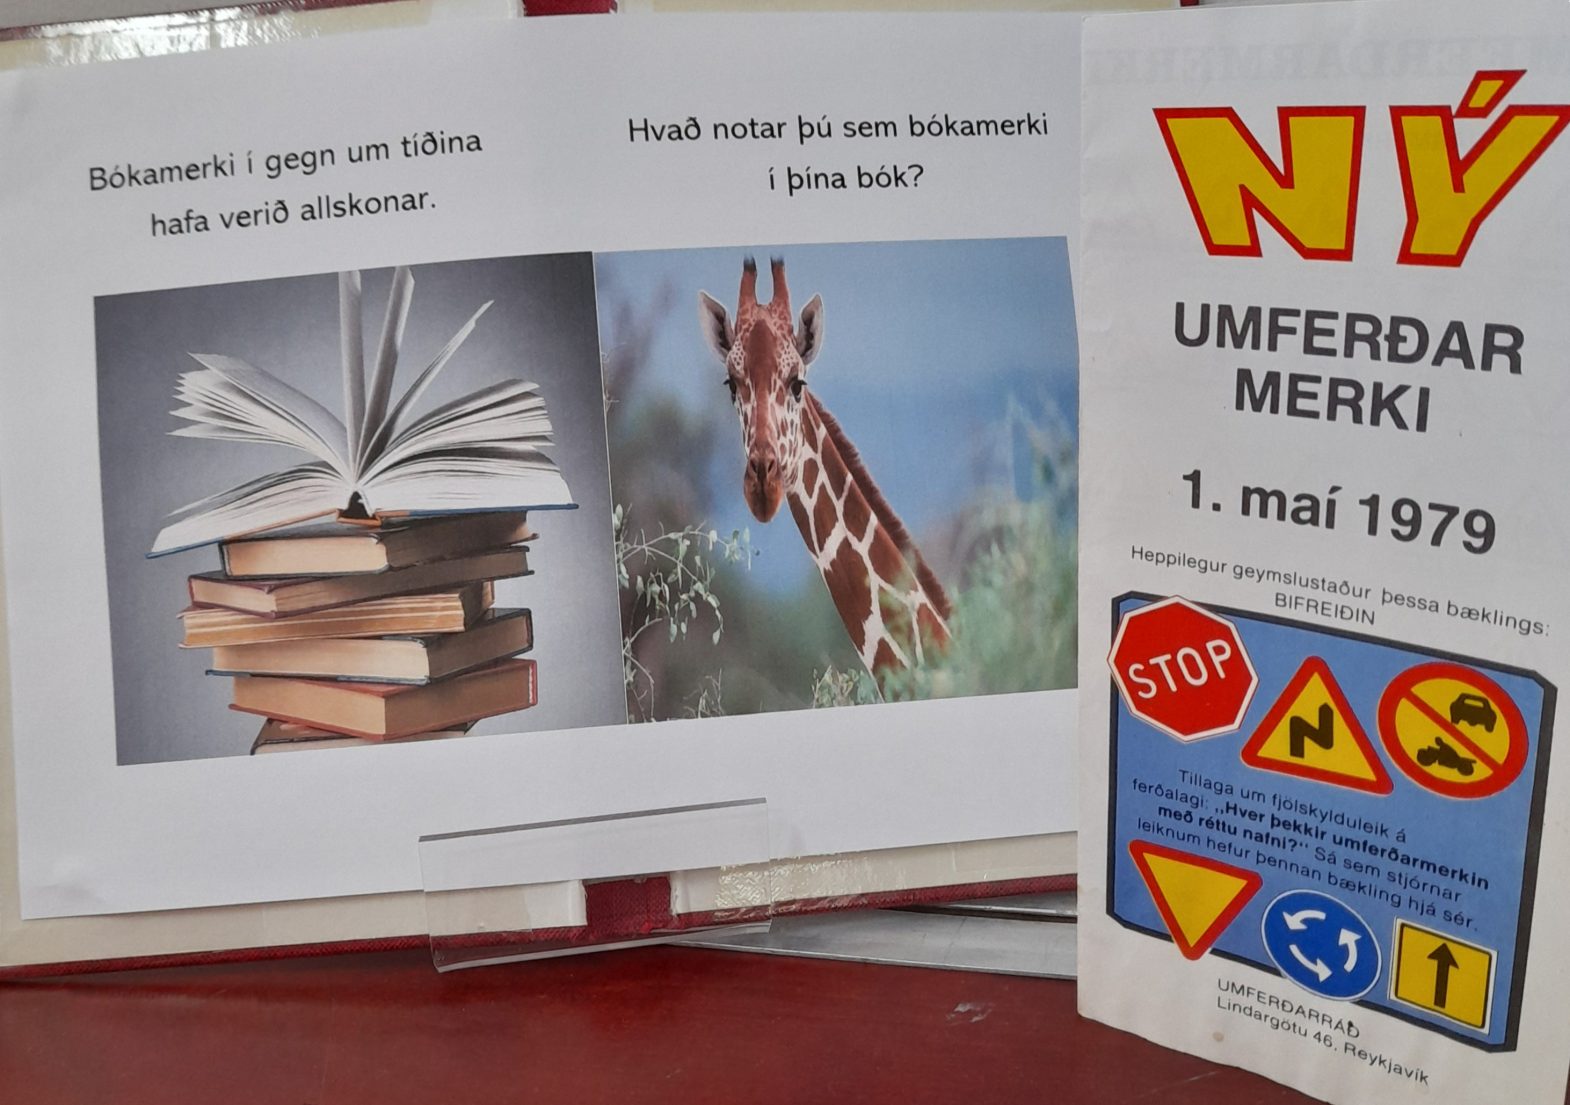 Bókamerki í gegn um tíðina
hafa verið allskonar.
Hvað notar þú sem bókamerki
í þína bók?
NÝ
UMFERÐAR
MERKI
1. maí 1979
Heppilegur geymslustaður þessa bæklings:
BIFREIÐIN
STOP
Tillaga um fjölskylduleik á
ferðalagi: „Hver þekkir umferðarmerkin
með réttu nafni?“ Sá sem stjórnar
leiknum hefur þennan bækling hjá sér.
UMFERÐARRÁÐ
Lindargötu 46, Reykjavík